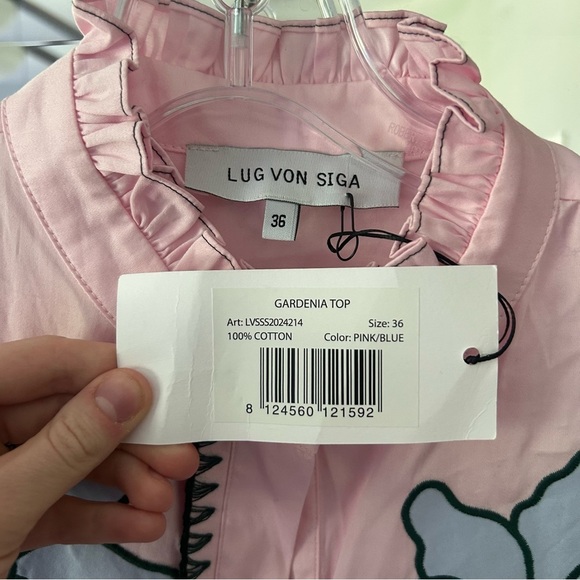 LUG VON SIGA
36
GARDENIA TOP
Art: LVSSS2024214 Size: 36
100% COTTON Color: PINK/BLUE
8 124560 121592